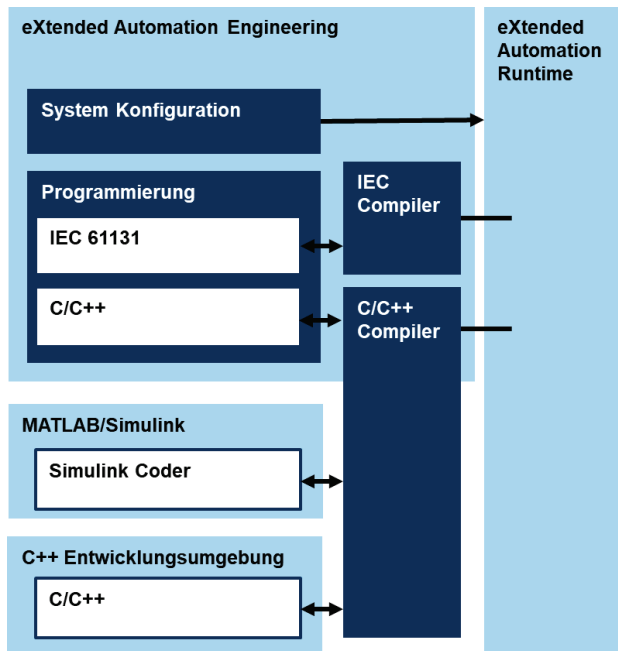 eXtended Automation Engineering
System Konfiguration
Programmierung
IEC 61131
C/C++
IEC
Compiler
C/C++
Compiler
MATLAB/Simulink
Simulink Coder
C++ Entwicklungsumgebung
C/C++
eXtended
Automation
Runtime